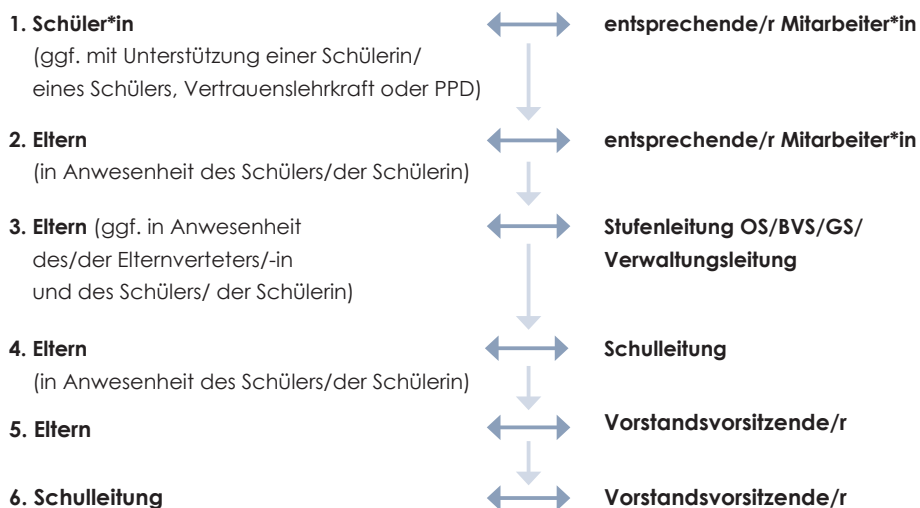 1. Schüler*in entsprechende/r Mitarbeiter*in
(ggf. mit Unterstützung einer Schülerin/
eines Schülers, Vertrauenslehrkraft oder PPD)
2. Eltern entsprechende/r Mitarbeiter*in
(in Anwesenheit des Schülers/der Schülerin)
3. Eltern (ggf. in Anwesenheit Stufenleitung OS/BVS/GS/
des/der Elternverteters/-in Verwaltungsleitung
und des Schülers/ der Schülerin)
4. Eltern Schulleitung
(in Anwesenheit des Schülers/der Schülerin)
5. Eltern Vorstandsvorsitzende/r
6. Schulleitung Vorstandsvorsitzende/r